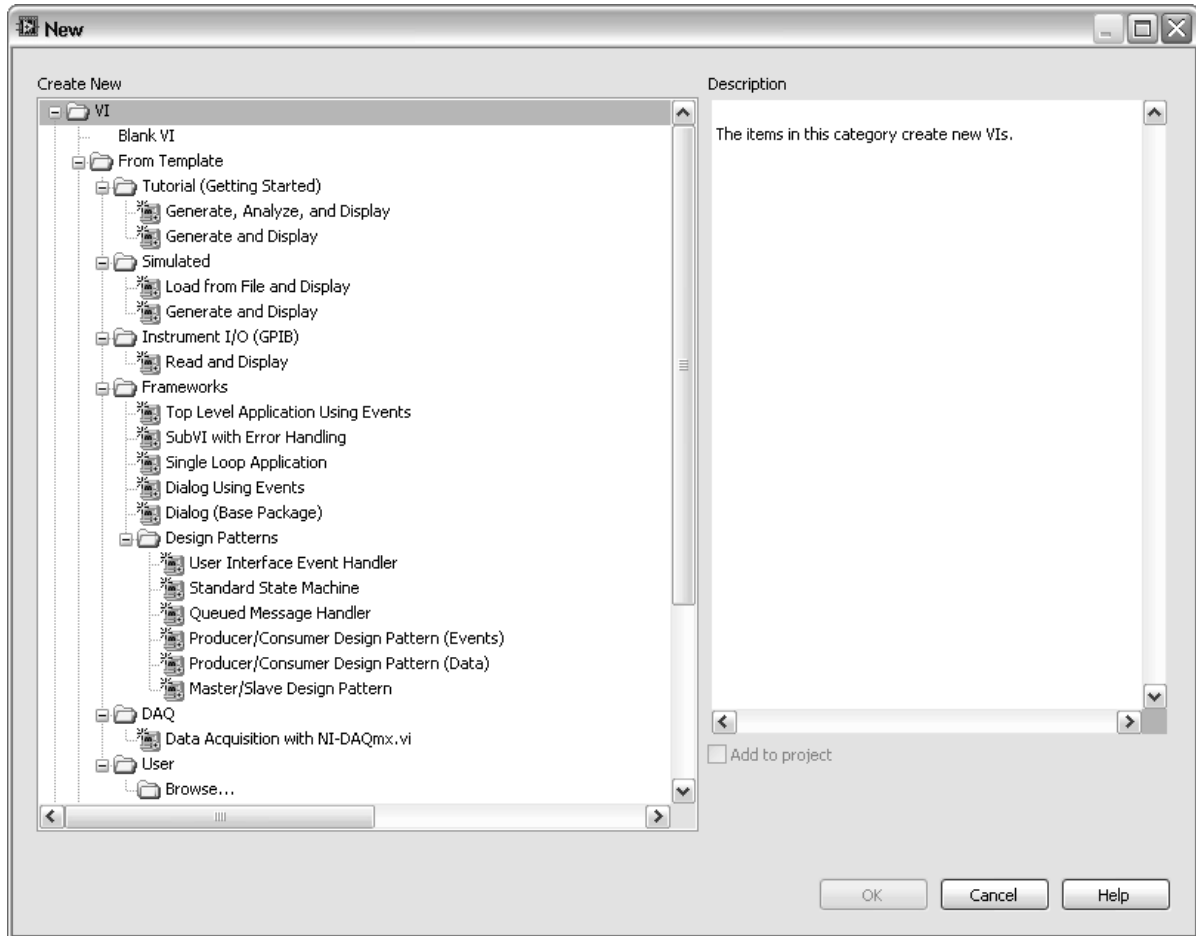 New
Create New
VI
Blank VI
From Template
Tutorial (Getting Started)
Generate, Analyze, and Display
Generate and Display
Simulated
Load from File and Display
Generate and Display
Instrument I/O (GPIB)
Read and Display
Frameworks
Top Level Application Using Events
SubVI with Error Handling
Single Loop Application
Dialog Using Events
Dialog (Base Package)
Design Patterns
User Interface Event Handler
Standard State Machine
Queued Message Handler
Producer/Consumer Design Pattern (Events)
Producer/Consumer Design Pattern (Data)
Master/Slave Design Pattern
DAQ
Data Acquisition with NI-DAQmx.vi
User
Browse...
Description
The items in this category create new VIs.
Add to project
OK
Cancel
Help